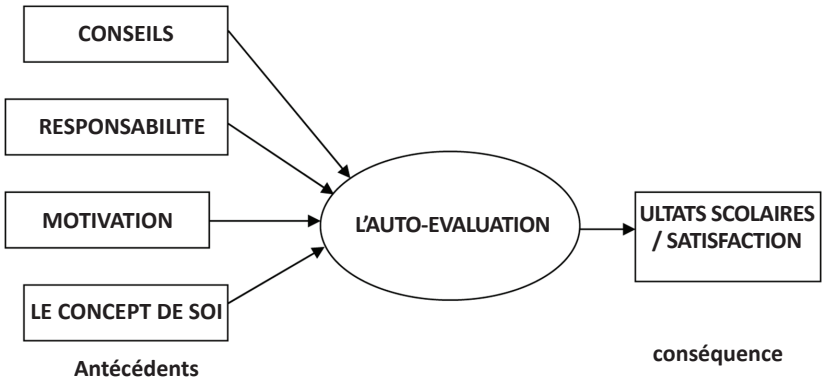 CONSEILS
RESPONSABILITE
MOTIVATION
LE CONCEPT DE SOI
Antécédents
L'AUTO-EVALUATION
ULTATS SCOLAIRES
/ SATISFACTION
conséquence